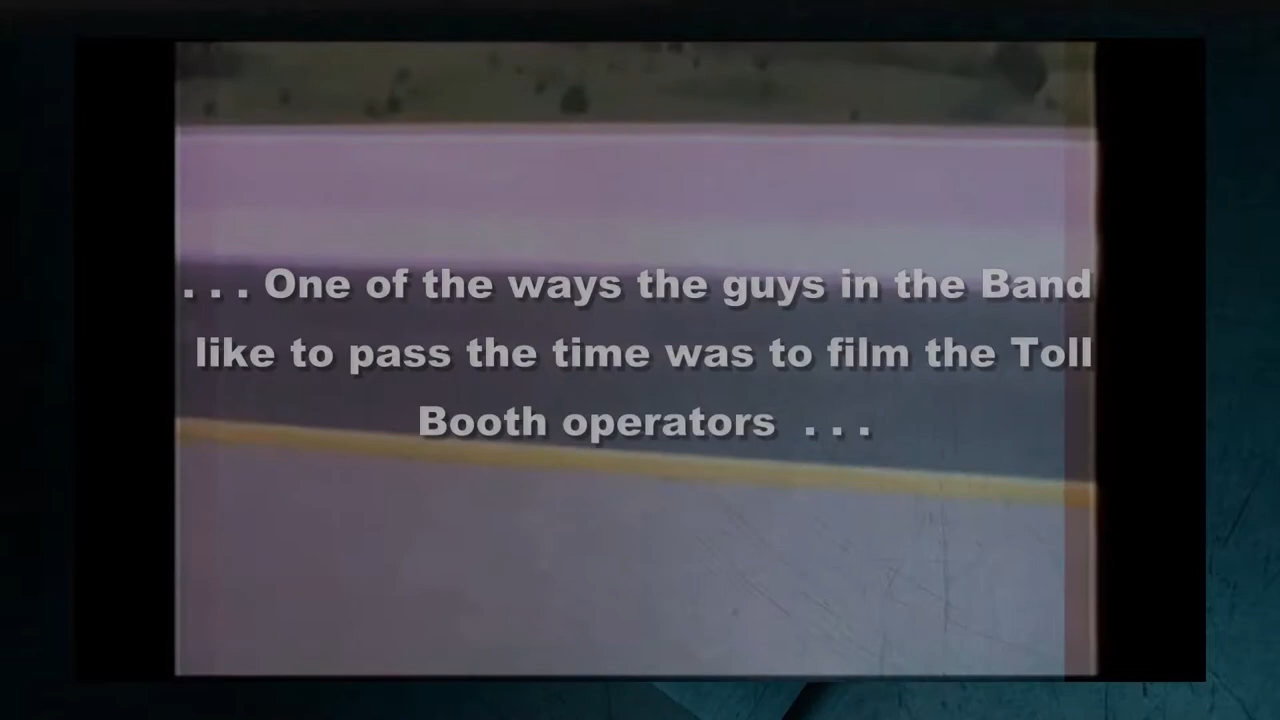 . . . One of the ways the guys in the Band
like to pass the time was to film the Toll
Booth operators . . .